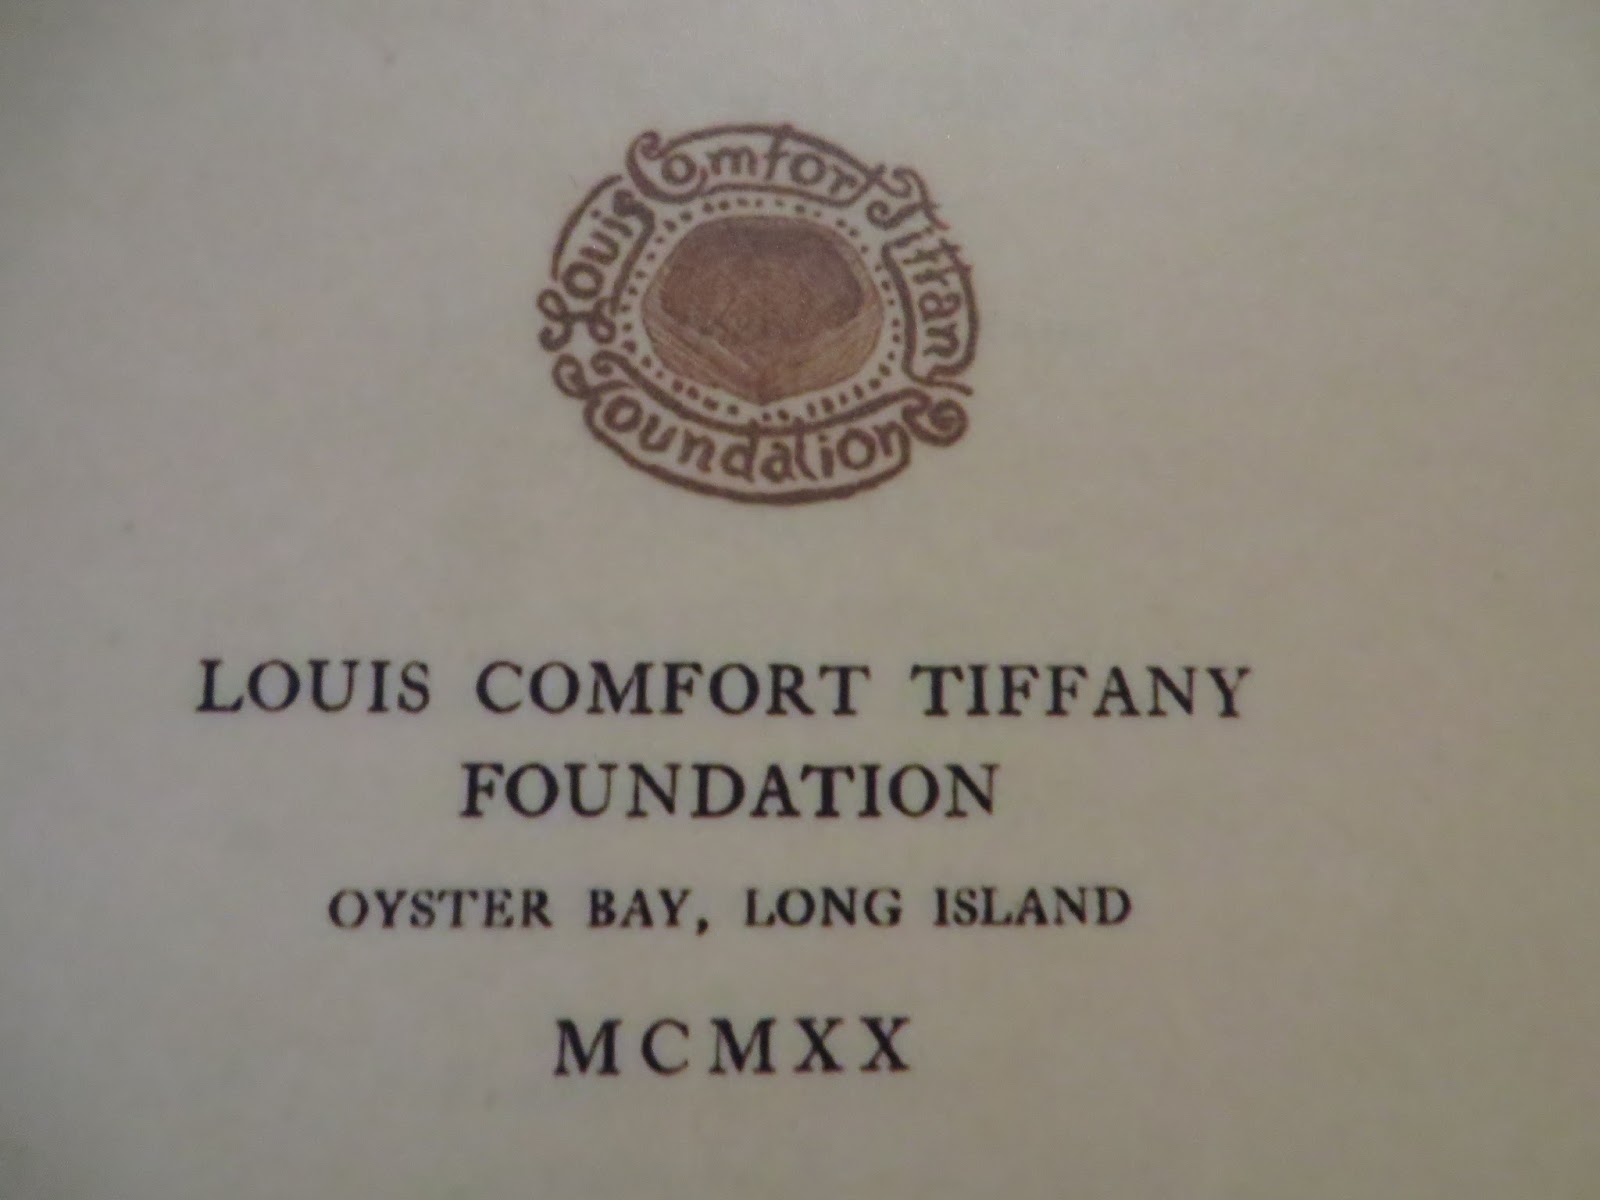 Louis Comfort Tiffany
Foundation
LOUIS COMFORT TIFFANY
FOUNDATION
OYSTER BAY, LONG ISLAND
MCMXX